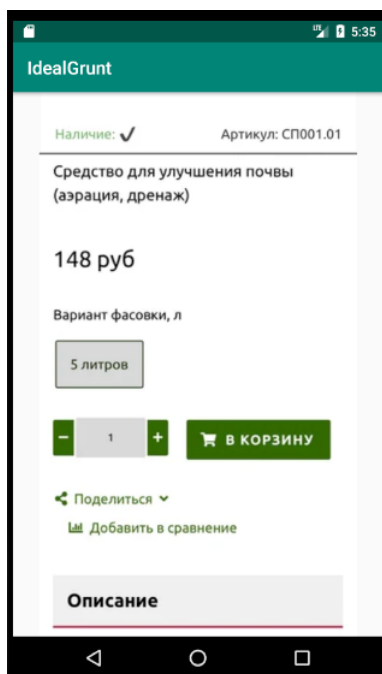 LTE 5:35
IdealGrunt
Наличие: Артикул: СП001.01
Средство для улучшения почвы
(аэрация, дренаж)
148 руб
Вариант фасовки, л
5 литров
− 1 + В КОРЗИНУ
Поделиться
Добавить в сравнение
Описание